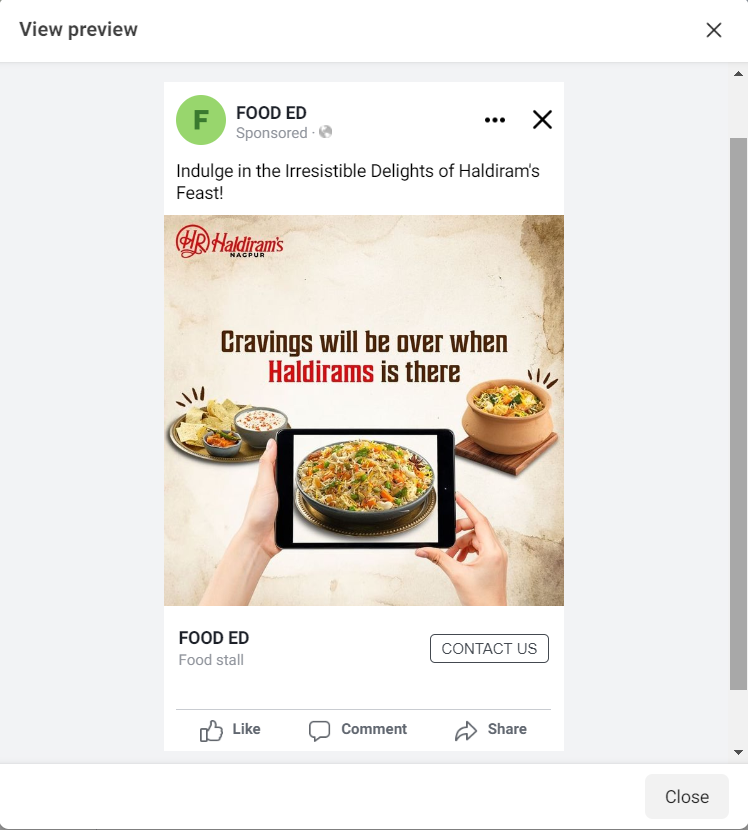 View preview
F
FOOD ED
Sponsored ·
Indulge in the Irresistible Delights of Haldiram's
Feast!
HR Haldiram's
NAGPUR
Cravings will be over when
Haldirams is there
FOOD ED
Food stall
CONTACT US
Like Comment Share
Close